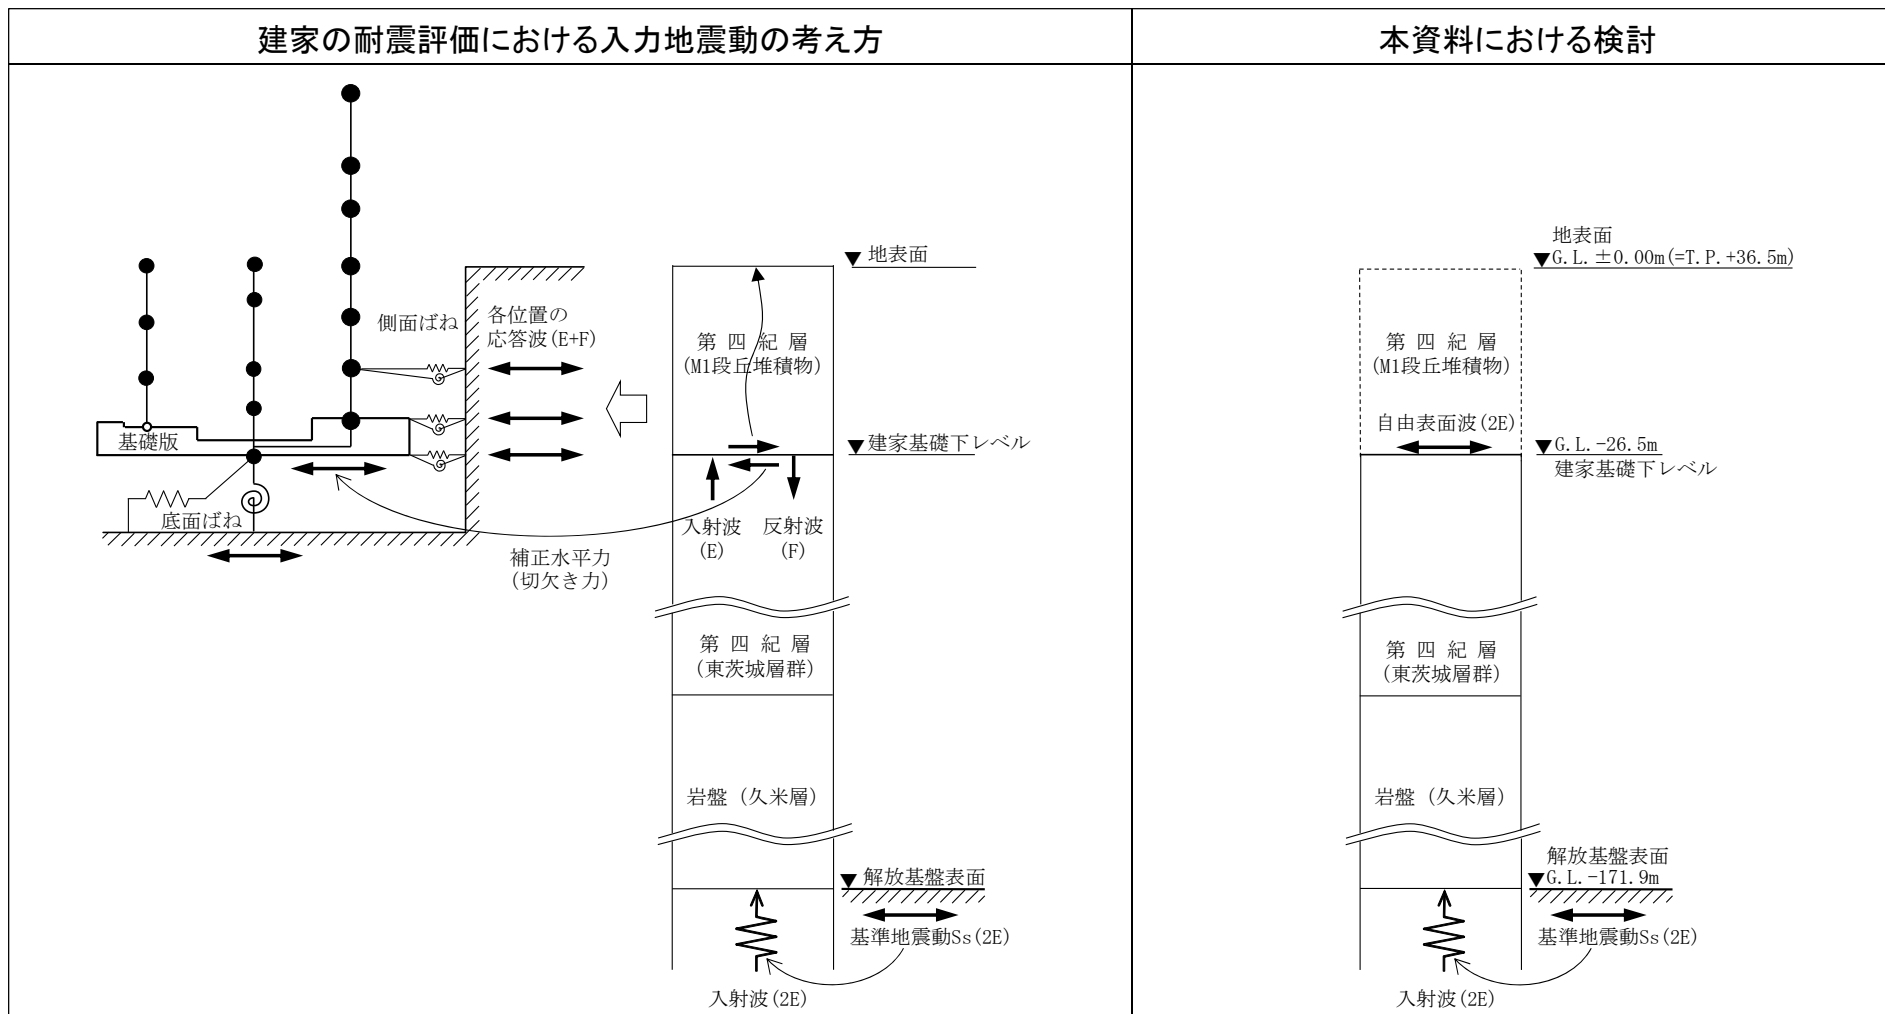 建家の耐震評価における入力地震動の考え方
側面ばね
各位置の
応答波(E+F)
基礎版
底面ばね
補正水平力
(切欠き力)
地表面
第四紀層
(M1段丘堆積物)
建家基礎下レベル
入射波
(E)
反射波
(F)
第四紀層
(東茨城層群)
岩盤(久米層)
解放基盤表面
基準地震動Ss(2E)
入射波(2E)
本資料における検討
地表面
G.L.±0.00m(=T.P.+36.5m)
第四紀層
(M1段丘堆積物)
自由表面波(2E)
G.L.-26.5m
建家基礎下レベル
第四紀層
(東茨城層群)
岩盤(久米層)
解放基盤表面
G.L.-171.9m
基準地震動Ss(2E)
入射波(2E)